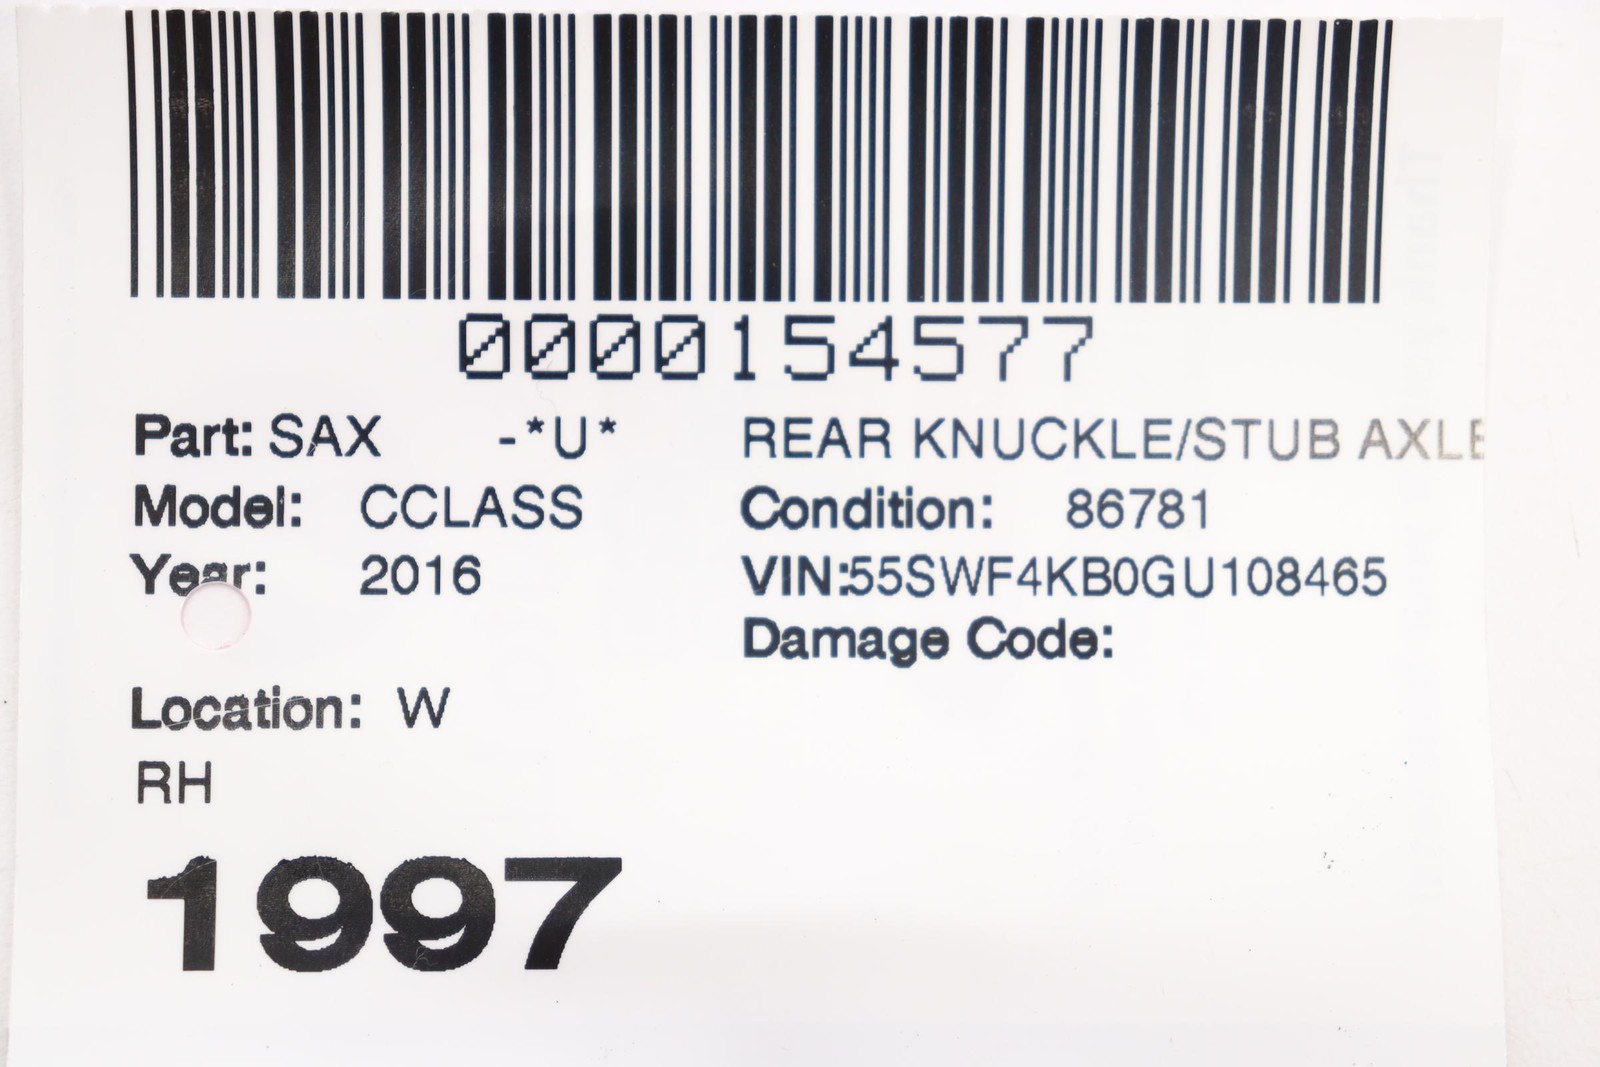 0000154577
Part: SAX -*U* REAR KNUCKLE/STUB AXLE
Model: CCLASS Condition: 86781
Year: 2016 VIN:55SWF4KB0GU108465
Damage Code:
Location: W
RH
1997